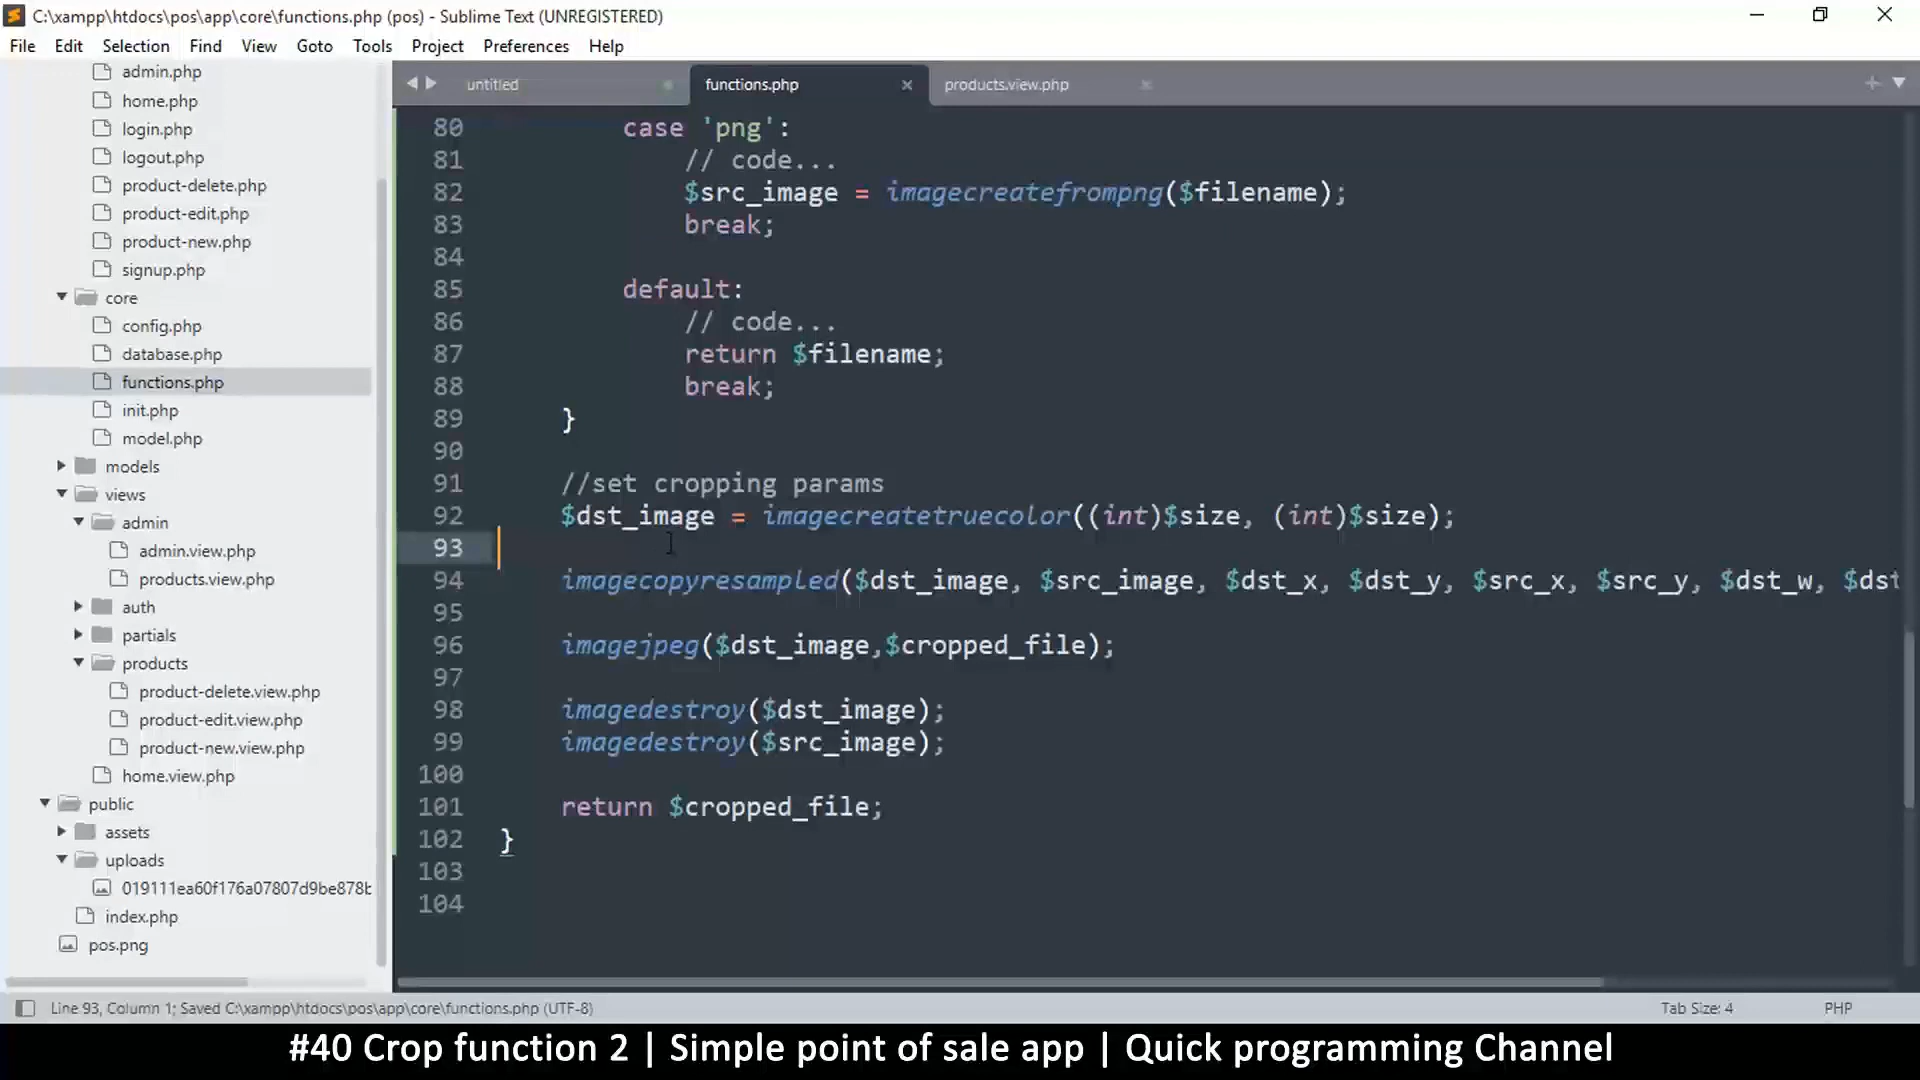 C:\xampp\htdocs\pos\app\core\functions.php (pos) - Sublime Text (UNREGISTERED)
File Edit Selection Find View Goto Tools Project Preferences Help
untitled functions.php products.view.php
admin.php
home.php
login.php
logout.php
product-delete.php
product-edit.php
product-new.php
signup.php
core
config.php
database.php
functions.php
init.php
model.php
models
views
admin
admin.view.php
products.view.php
auth
partials
products
product-delete.view.php
product-edit.view.php
product-new.view.php
home.view.php
public
assets
uploads
019111ea60f176a07807d9be878b
index.php
pos.png
80 case 'png':
81 // code...
82 $src_image = imagecreatefrompng($filename);
83 break;
84
85 default:
86 // code...
87 return $filename;
88 break;
89 }
90
91 //set cropping params
92 $dst_image = imagecreatetruecolor((int)$size, (int)$size);
93
94 imagecopyresampled($dst_image, $src_image, $dst_x, $dst_y, $src_x, $src_y, $dst_w, $dst
95
96 imagejpeg($dst_image,$cropped_file);
97
98 imagedestroy($dst_image);
99 imagedestroy($src_image);
100
101 return $cropped_file;
102 }
103
104
Line 93, Column 1; Saved C:\xampp\htdocs\pos\app\core\functions.php (UTF-8) Tab Size: 4 PHP
#40 Crop function 2 | Simple point of sale app | Quick programming Channel